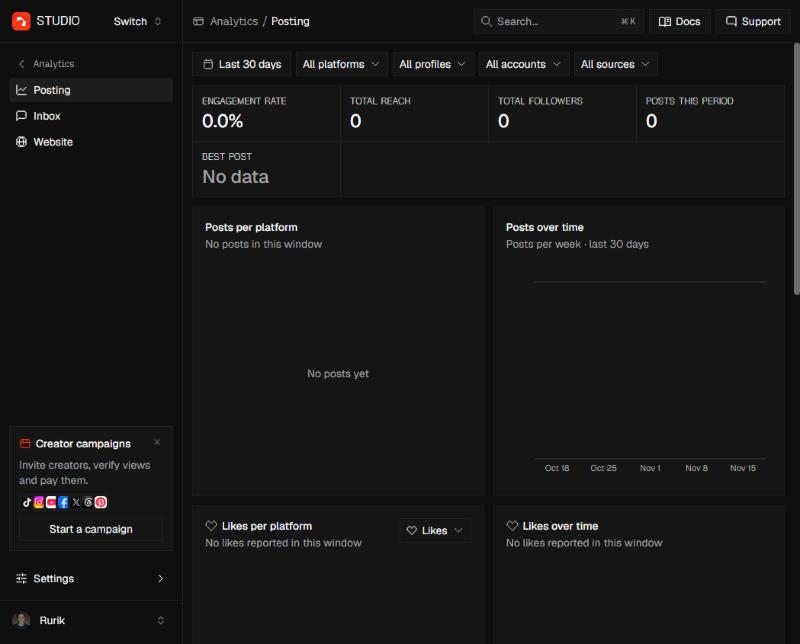 STUDIO
Switch
Analytics / Posting
Search...
⌘ K
Docs
Support
Analytics
Posting
Inbox
Website
Last 30 days
All platforms
All profiles
All accounts
All sources
ENGAGEMENT RATE
0.0%
TOTAL REACH
0
TOTAL FOLLOWERS
0
POSTS THIS PERIOD
0
BEST POST
No data
Posts per platform
No posts in this window
No posts yet
Posts over time
Posts per week · last 30 days
Oct 18
Oct 25
Nov 1
Nov 8
Nov 15
Likes per platform
No likes reported in this window
Likes
Likes over time
No likes reported in this window
Creator campaigns
Invite creators, verify views
and pay them.
Start a campaign
Settings
Rurik